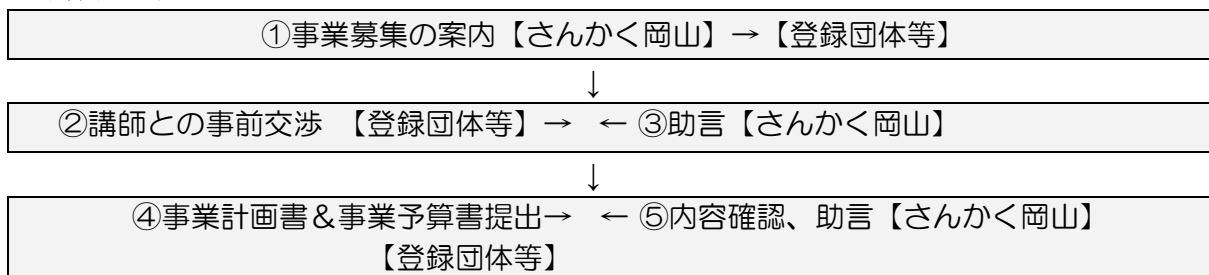 ①事業募集の案内【さんかく岡山】→【登録団体等】
↓
②講師との事前交渉 【登録団体等】→ ←③助言【さんかく岡山】
↓
④事業計画書＆事業予算書提出→ ←⑤内容確認、助言【さんかく岡山】
【登録団体等】